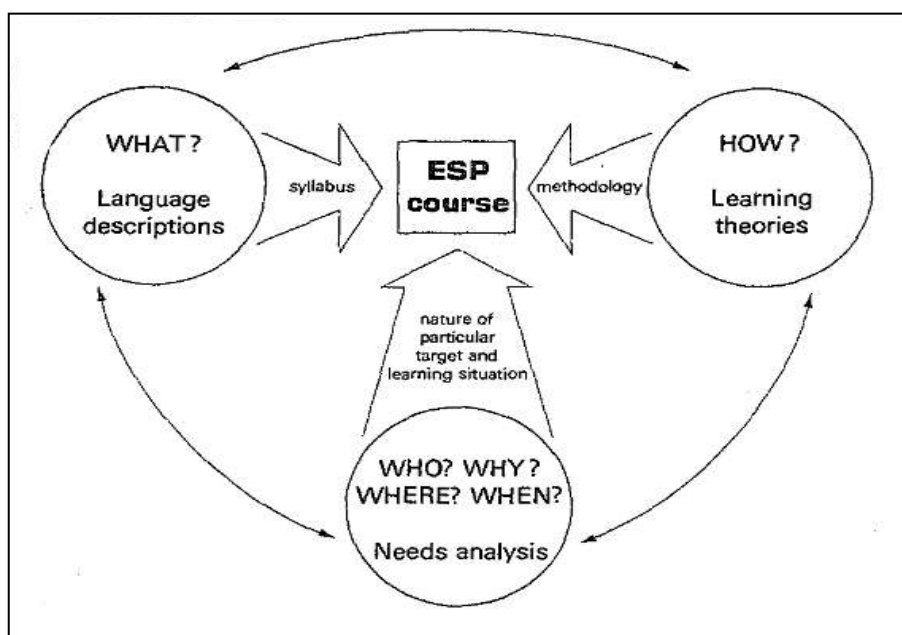 WHAT?
Language
descriptions
syllabus
ESP
course
methodology
HOW?
Learning
theories
nature of
particular
target and
learning situation
WHO? WHY?
WHERE? WHEN?
Needs analysis